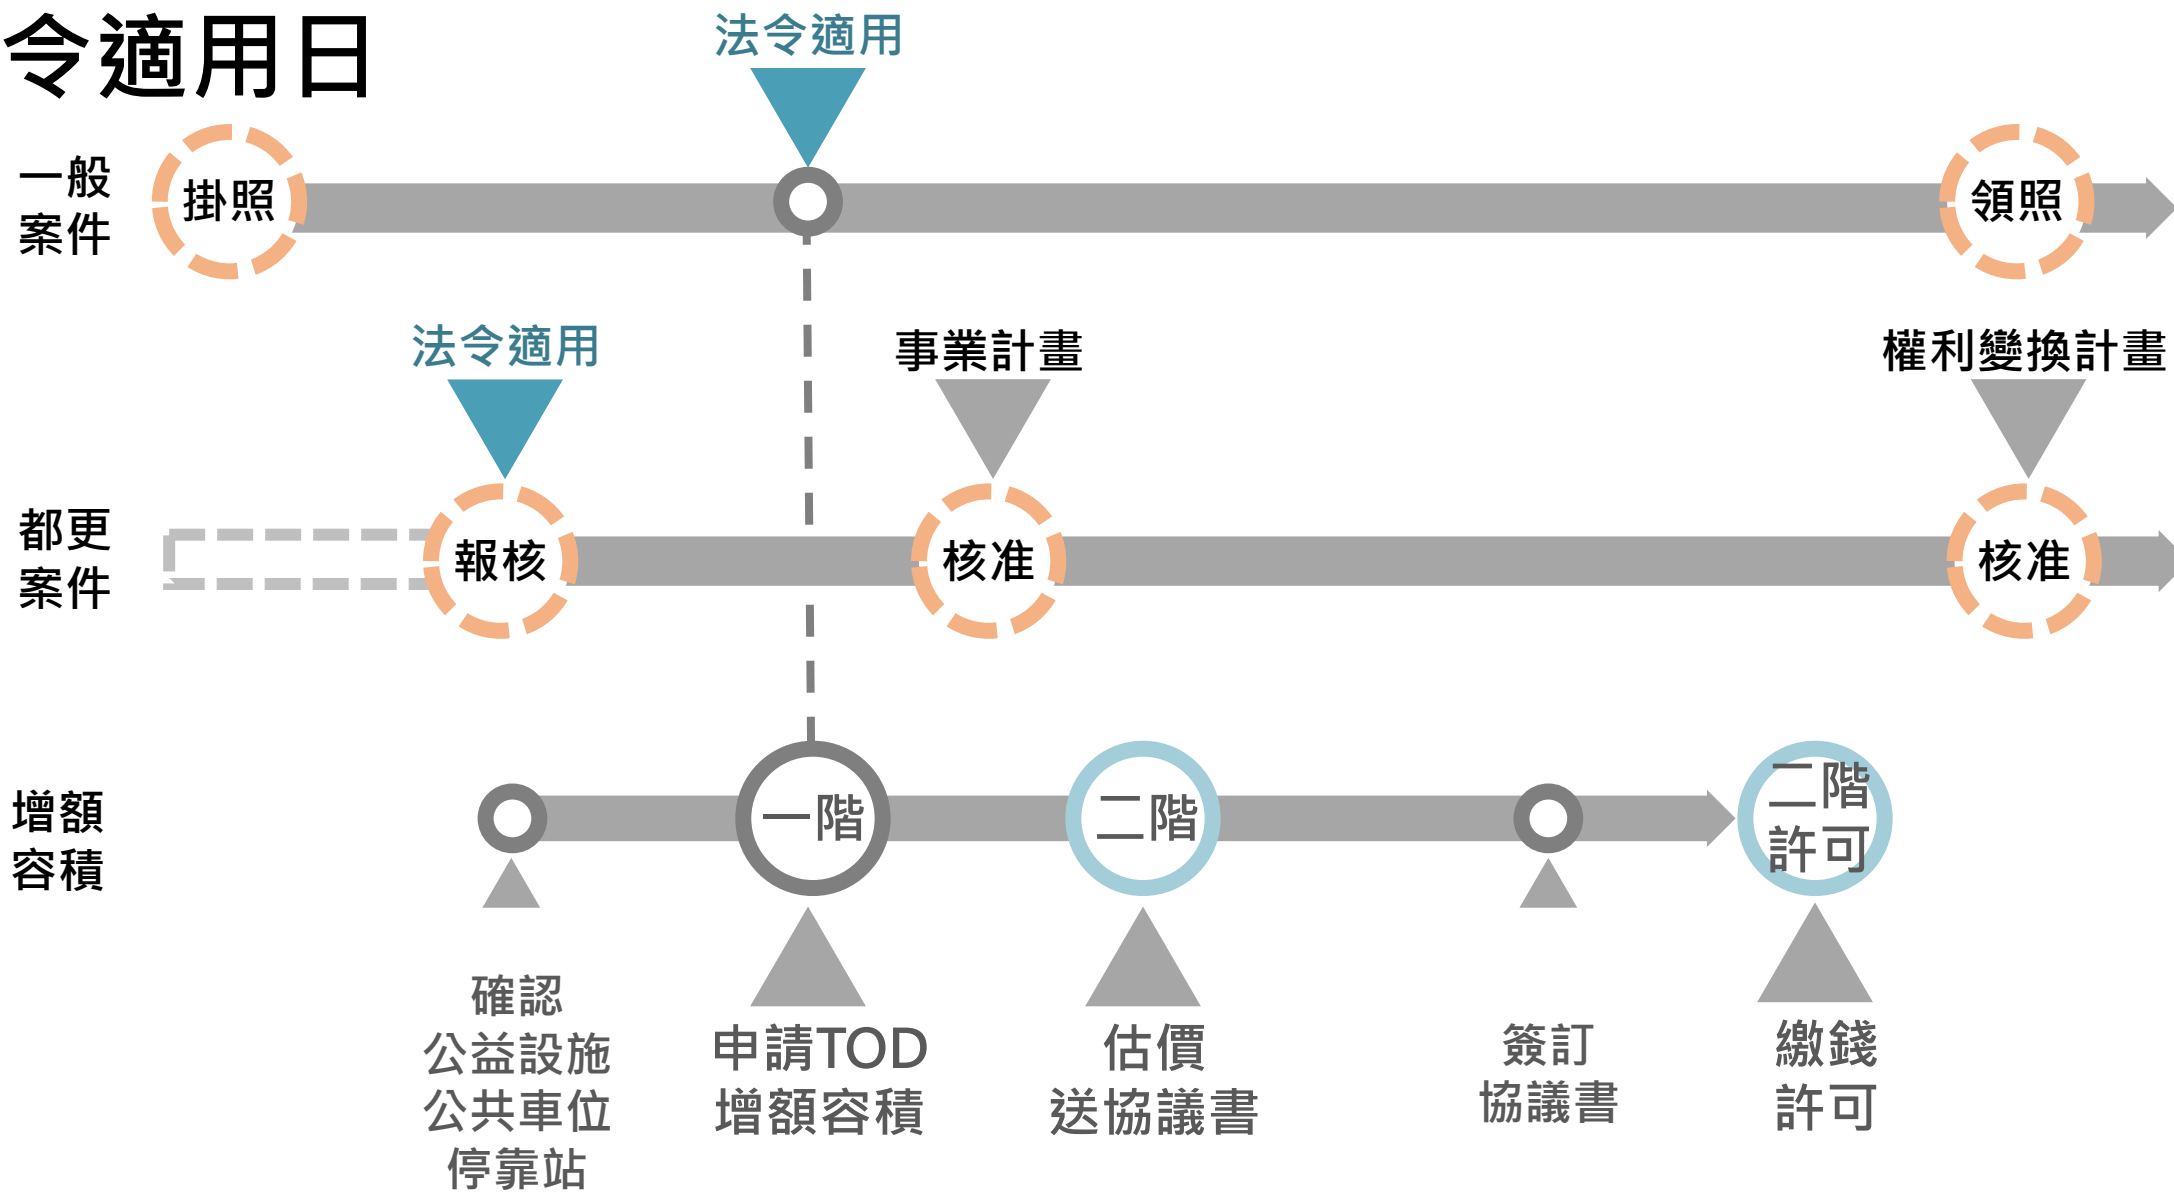 令適用日
法令適用
一般
案件
掛照
領照
法令適用
事業計畫
權利變換計畫
都更
案件
報核
核准
核准
增額
容積
一階
二階
二階
許可
確認
公益設施
公共車位
停靠站
申請TOD
增額容積
估價
送協議書
簽訂
協議書
繳錢
許可